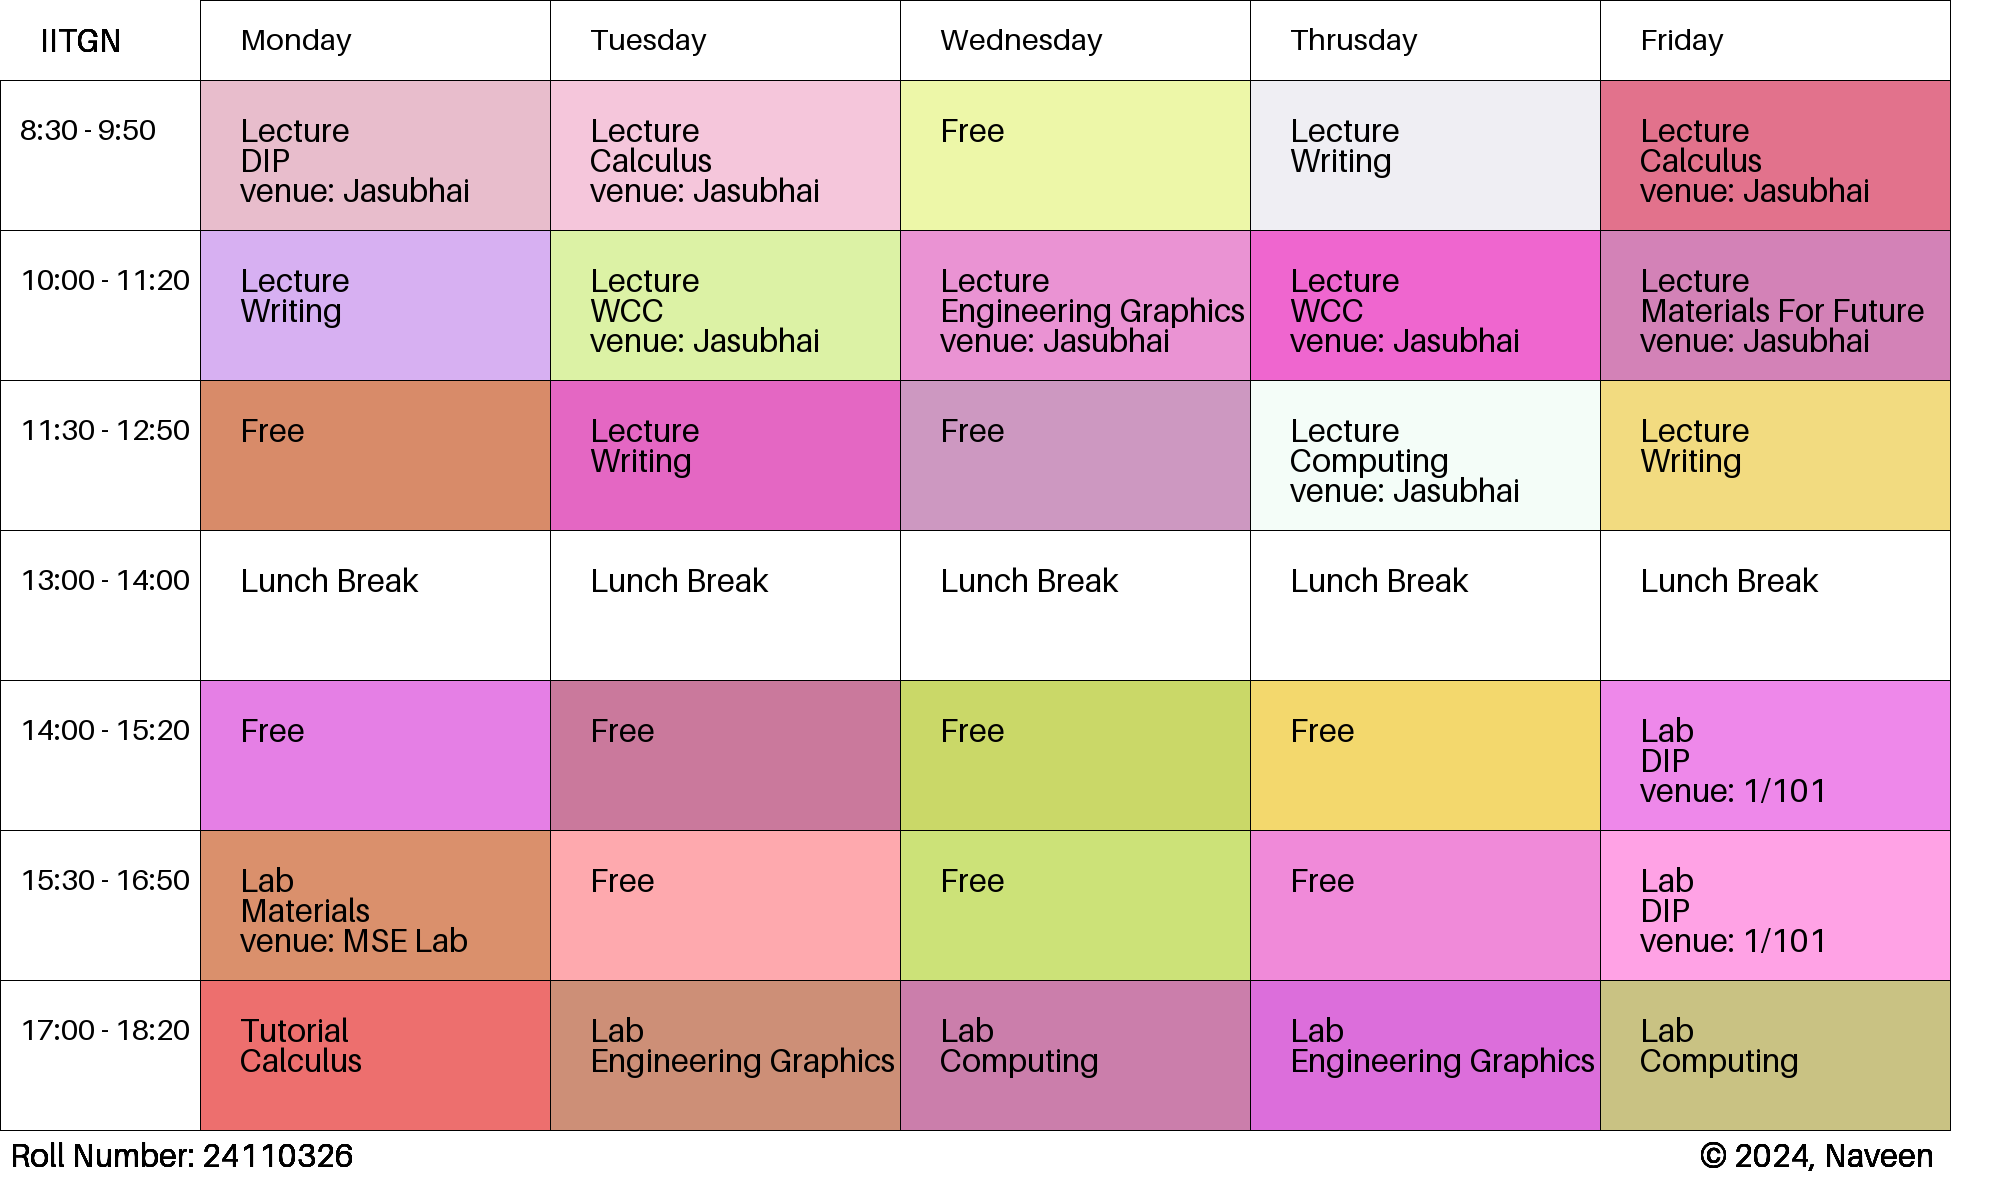 IITGN Monday Tuesday Wednesday Thrusday Friday
8:30 - 9:50
Lecture
DIP
venue: Jasubhai
Lecture
Calculus
venue: Jasubhai
Free
Lecture
Writing
Lecture
Calculus
venue: Jasubhai
10:00 - 11:20
Lecture
Writing
Lecture
WCC
venue: Jasubhai
Lecture
Engineering Graphics
venue: Jasubhai
Lecture
WCC
venue: Jasubhai
Lecture
Materials For Future
venue: Jasubhai
11:30 - 12:50
Free
Lecture
Writing
Free
Lecture
Computing
venue: Jasubhai
Lecture
Writing
13:00 - 14:00
Lunch Break
Lunch Break
Lunch Break
Lunch Break
Lunch Break
14:00 - 15:20
Free
Free
Free
Free
Lab
DIP
venue: 1/101
15:30 - 16:50
Lab
Materials
venue: MSE Lab
Free
Free
Free
Lab
DIP
venue: 1/101
17:00 - 18:20
Tutorial
Calculus
Lab
Engineering Graphics
Lab
Computing
Lab
Engineering Graphics
Lab
Computing
Roll Number: 24110326
© 2024, Naveen